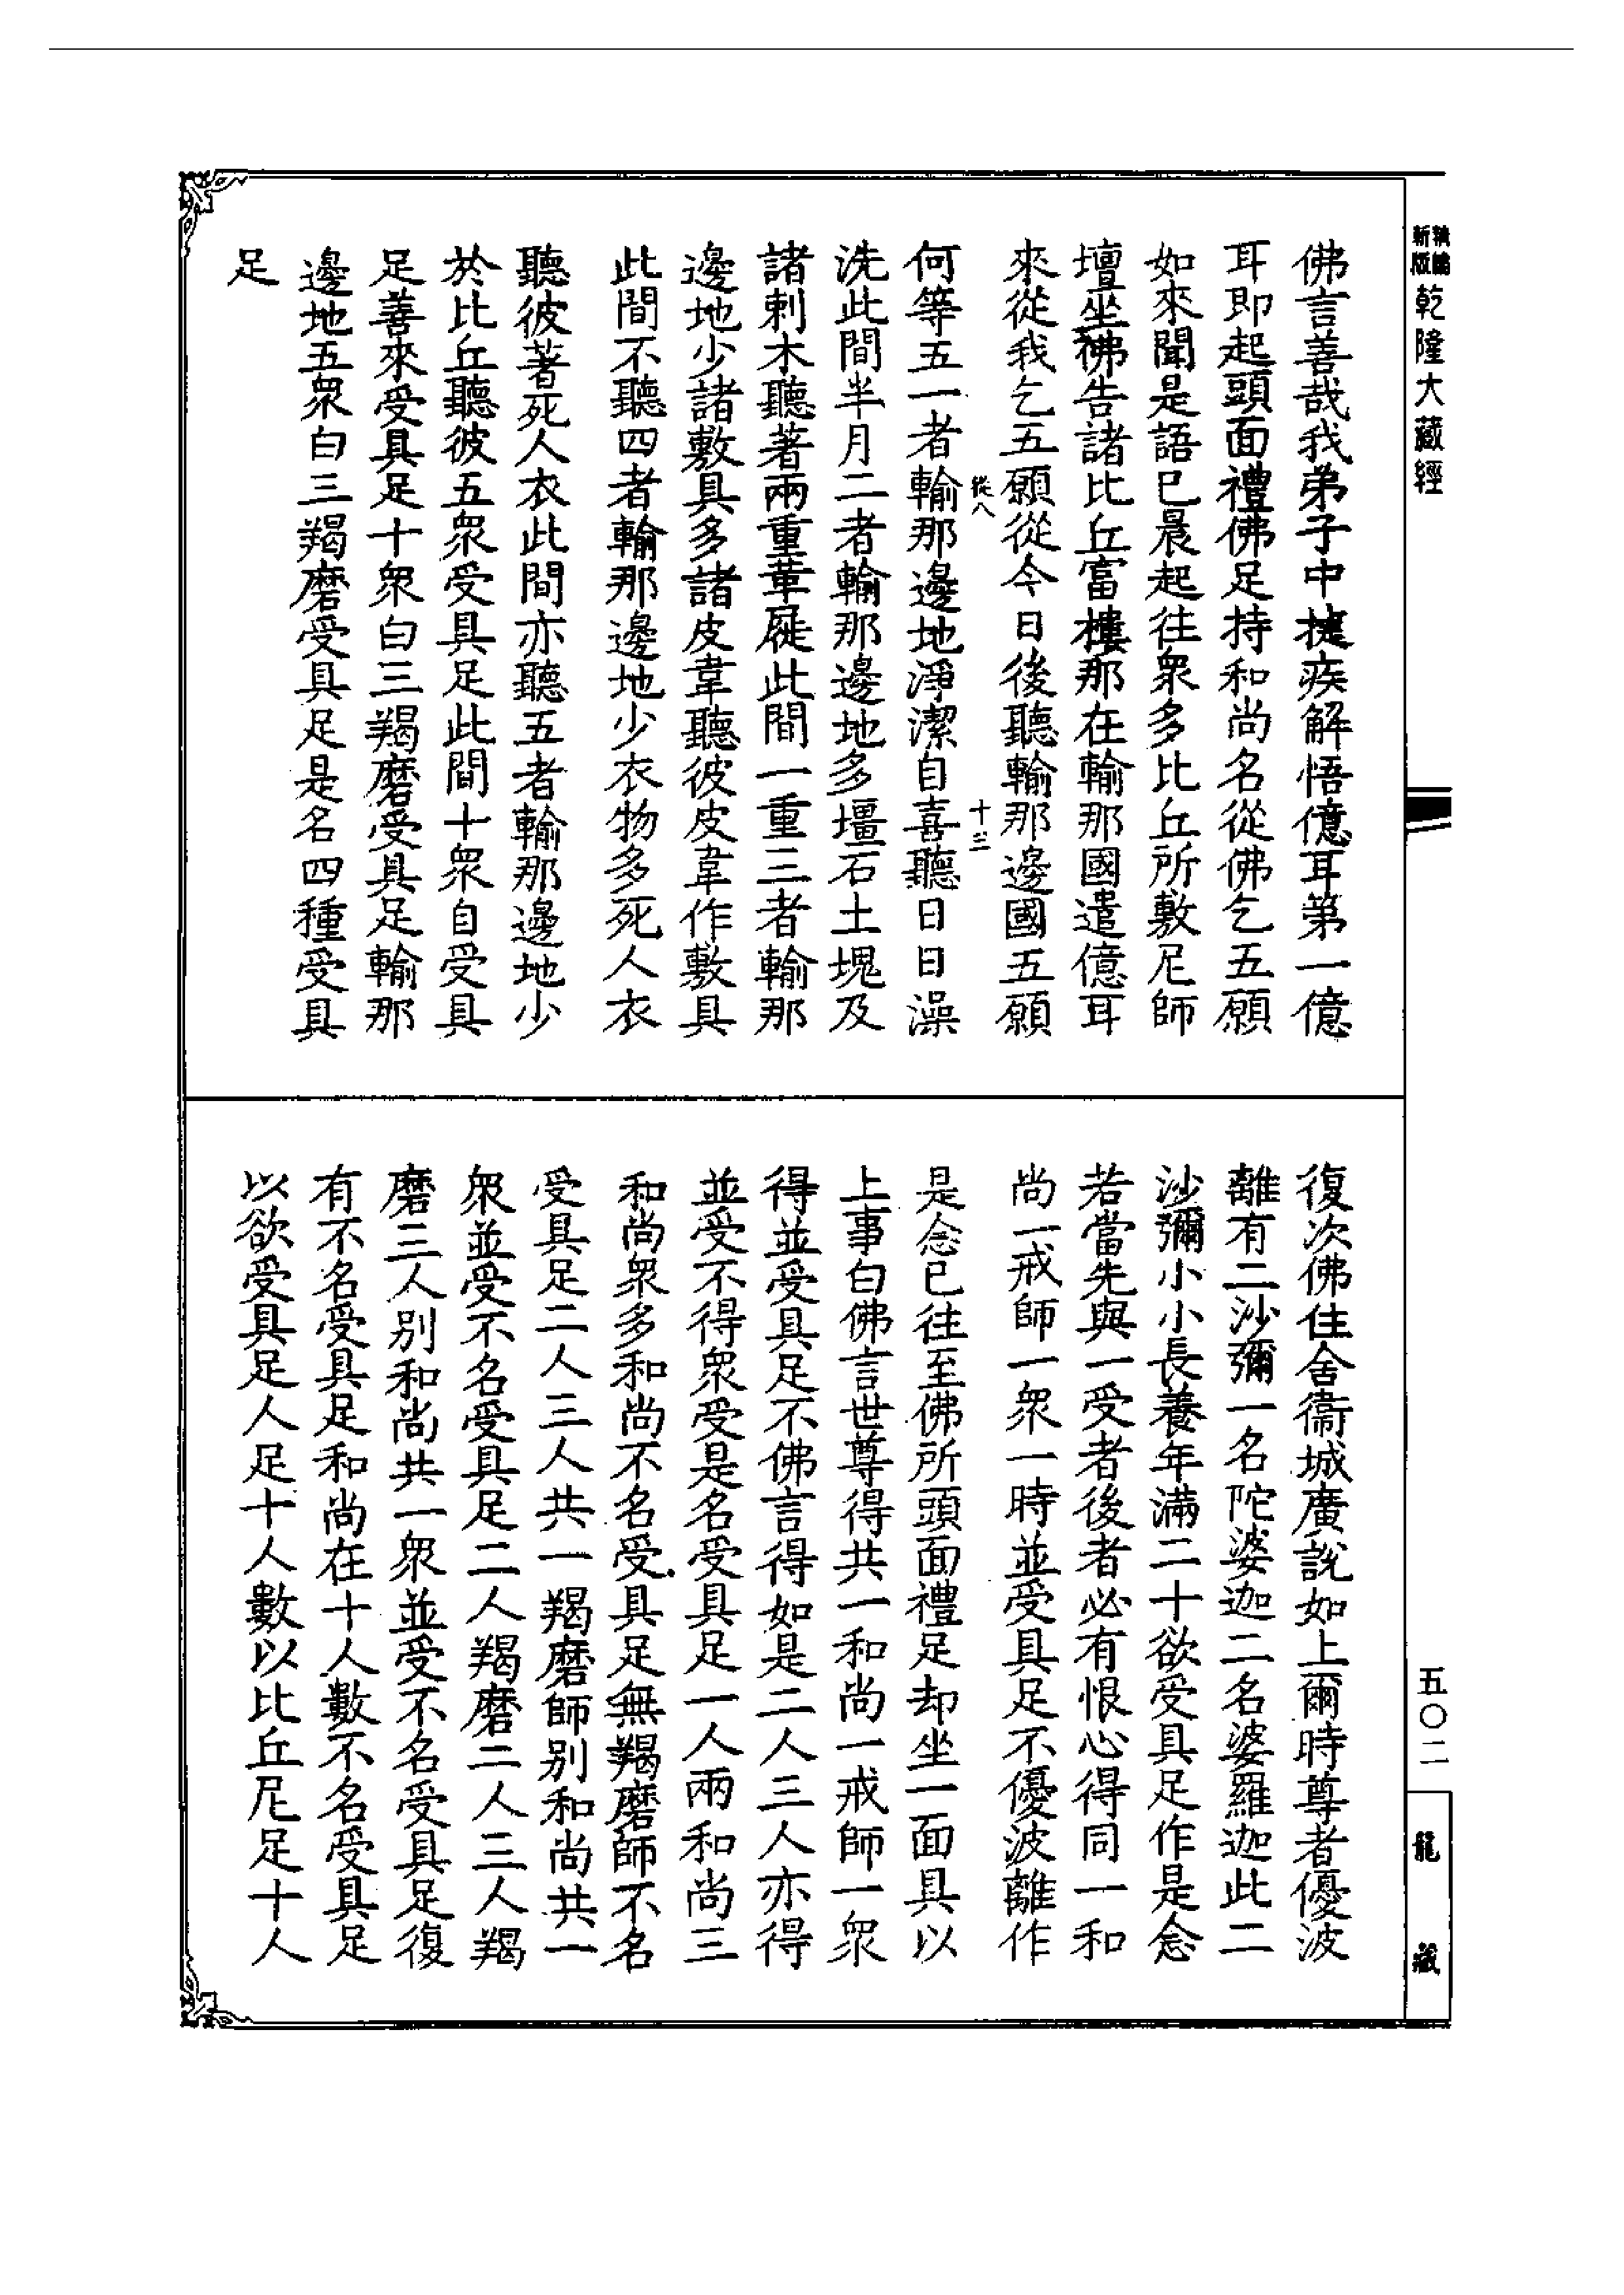 新版
精編
乾隆大藏經
佛言善哉我弟子中捷疾解悟億耳第一億
耳即起頭面禮佛足持和尚名從佛乞五願
如來聞是語已晨起往衆多比丘所敷尼師
壇坐佛告諸比丘富樓那在輸那國遣億耳
來從我乞五願從今日後聽輸那邊國五願
從八
十三
何等五一者輸那邊地淨潔自喜聽日日澡
洗此間半月二者輸那邊地多壃石土塊及
諸刺木聽著兩重革屣此間一重三者輸那
邊地少諸敷具多諸皮韋聽彼皮韋作敷具
此間不聽四者輸那邊地少衣物多死人衣
聽彼著死人衣此間亦聽五者輸那邊地少
於比丘聽彼五衆受具足此間十衆自受具
足善來受具足十衆白三羯磨受具足輸那
邊地五衆白三羯磨受具足是名四種受具
足
復次佛住舍衞城廣說如上爾時尊者優波
離有二沙彌一名陀婆迦二名婆羅迦此二
沙彌小小長養年滿二十欲受具足作是念
若當先與一受者後者必有恨心得同一和
尚一戒師一衆一時並受具足不優波離作
是念已往至佛所頭面禮足却坐一面具以
上事白佛言世尊得共一和尚一戒師一衆
得並受具足不佛言得如是二人三人亦得
並受不得衆受是名受具足一人兩和尚三
和尚衆多和尚不名受具足無羯磨師不名
受具足二人三人共一羯磨師別和尚共一
衆並受不名受具足二人羯磨二人三人羯
磨三人別和尚共一衆並受不名受具足復
有不名受具足和尚在十人數不名受具足
以欲受具足人足十人數以比丘尼足十人
五〇二
龍藏